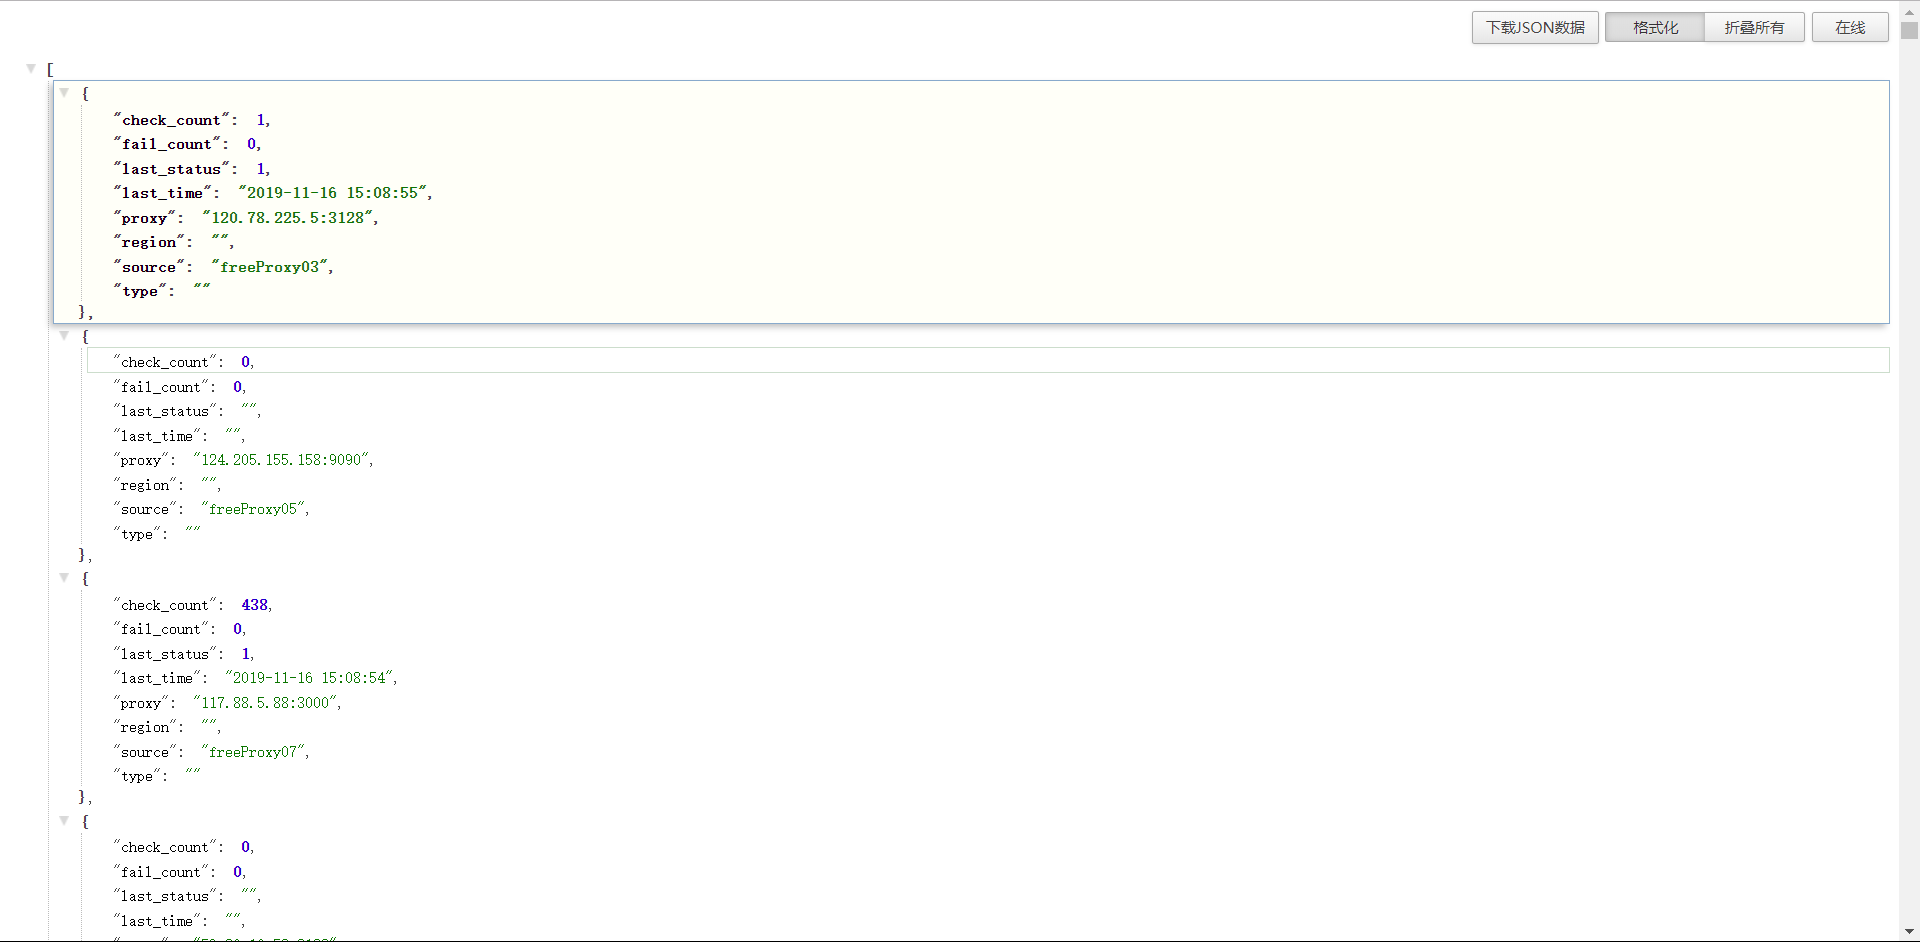 下载JSON数据 格式化 折叠所有 在线
[
{
"check_count": 1,
"fail_count": 0,
"last_status": 1,
"last_time": "2019-11-16 15:08:55",
"proxy": "120.78.225.5:3128",
"region": "",
"source": "freeProxy03",
"type": ""
},
{
"check_count": 0,
"fail_count": 0,
"last_status": "",
"last_time": "",
"proxy": "124.205.155.158:9090",
"region": "",
"source": "freeProxy05",
"type": ""
},
{
"check_count": 438,
"fail_count": 0,
"last_status": 1,
"last_time": "2019-11-16 15:08:54",
"proxy": "117.88.5.88:3000",
"region": "",
"source": "freeProxy07",
"type": ""
},
{
"check_count": 0,
"fail_count": 0,
"last_status": "",
"last_time": "",